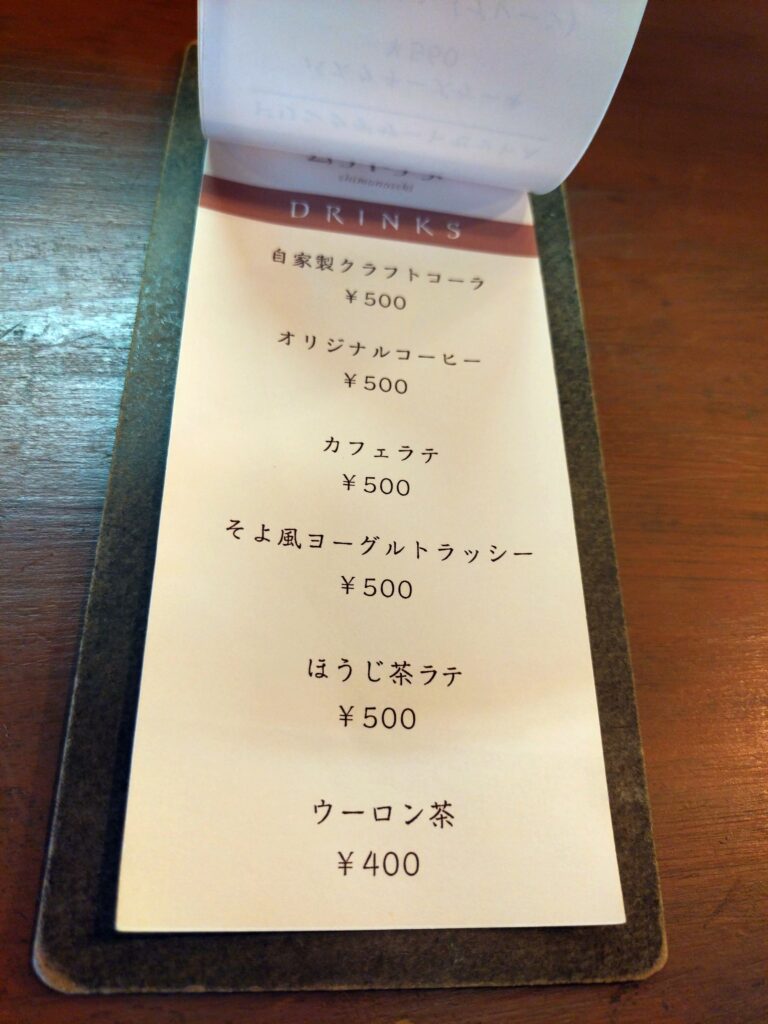 shimonoseki
DRINKS
自家製クラフトコーラ
￥500
オリジナルコーヒー
￥500
カフェラテ
￥500
そよ風ヨーグルトラッシー
￥500
ほうじ茶ラテ
￥500
ウーロン茶
￥400